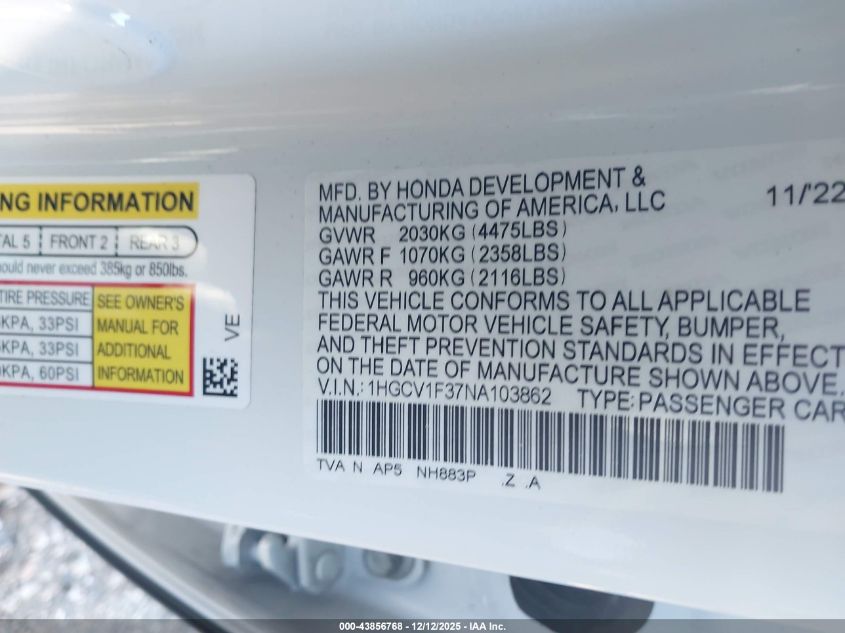 NG INFORMATION
TAL 5 FRONT 2 REAR 3
hould never exceed 385kg or 850lbs.
TIRE PRESSURE
KPA, 33PSI
KPA, 33PSI
KPA, 60PSI
SEE OWNER'S
MANUAL FOR
ADDITIONAL
INFORMATION
VE
MFD. BY HONDA DEVELOPMENT &
MANUFACTURING OF AMERICA, LLC 11/'22
GVWR 2030KG (4475LBS)
GAWR F 1070KG (2358LBS)
GAWR R 960KG (2116LBS)
THIS VEHICLE CONFORMS TO ALL APPLICABLE
FEDERAL MOTOR VEHICLE SAFETY, BUMPER,
AND THEFT PREVENTION STANDARDS IN EFFECT
ON THE DATE OF MANUFACTURE SHOWN ABOVE.
V.I.N.: 1HGCV1F37NA103862 TYPE: PASSENGER CAR
TVA N AP5 NH883P .Z .A
000-43856768 - 12/12/2025 - IAA Inc.